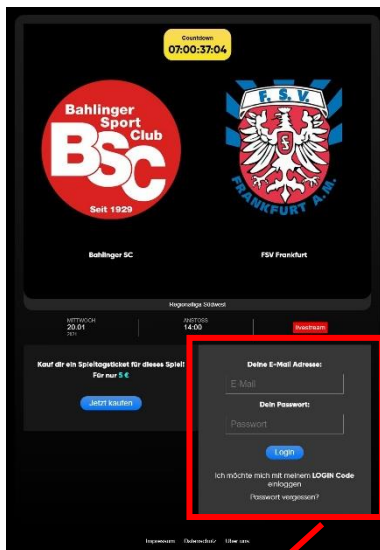 Countdown
07:00:37:04
Bahlinger
Sport
Club
BSC
Seit 1929
F. S. V.
FRANKFURT A.M.
Bahlinger SC
FSV Frankfurt
Regionalliga Südwest
MITTWOCH
20.01
ANSTOSS
14:00
livestream
Kauf dir ein Spieltagsticket für dieses Spiel!
Für nur 5 €
Jetzt kaufen
Deine E-Mail Adresse:
E-Mail
Dein Passwort:
Passwort
Login
Ich möchte mich mit meinem LOGIN Code
einloggen
Passwort vergessen?
Impressum Datenschutz Über uns